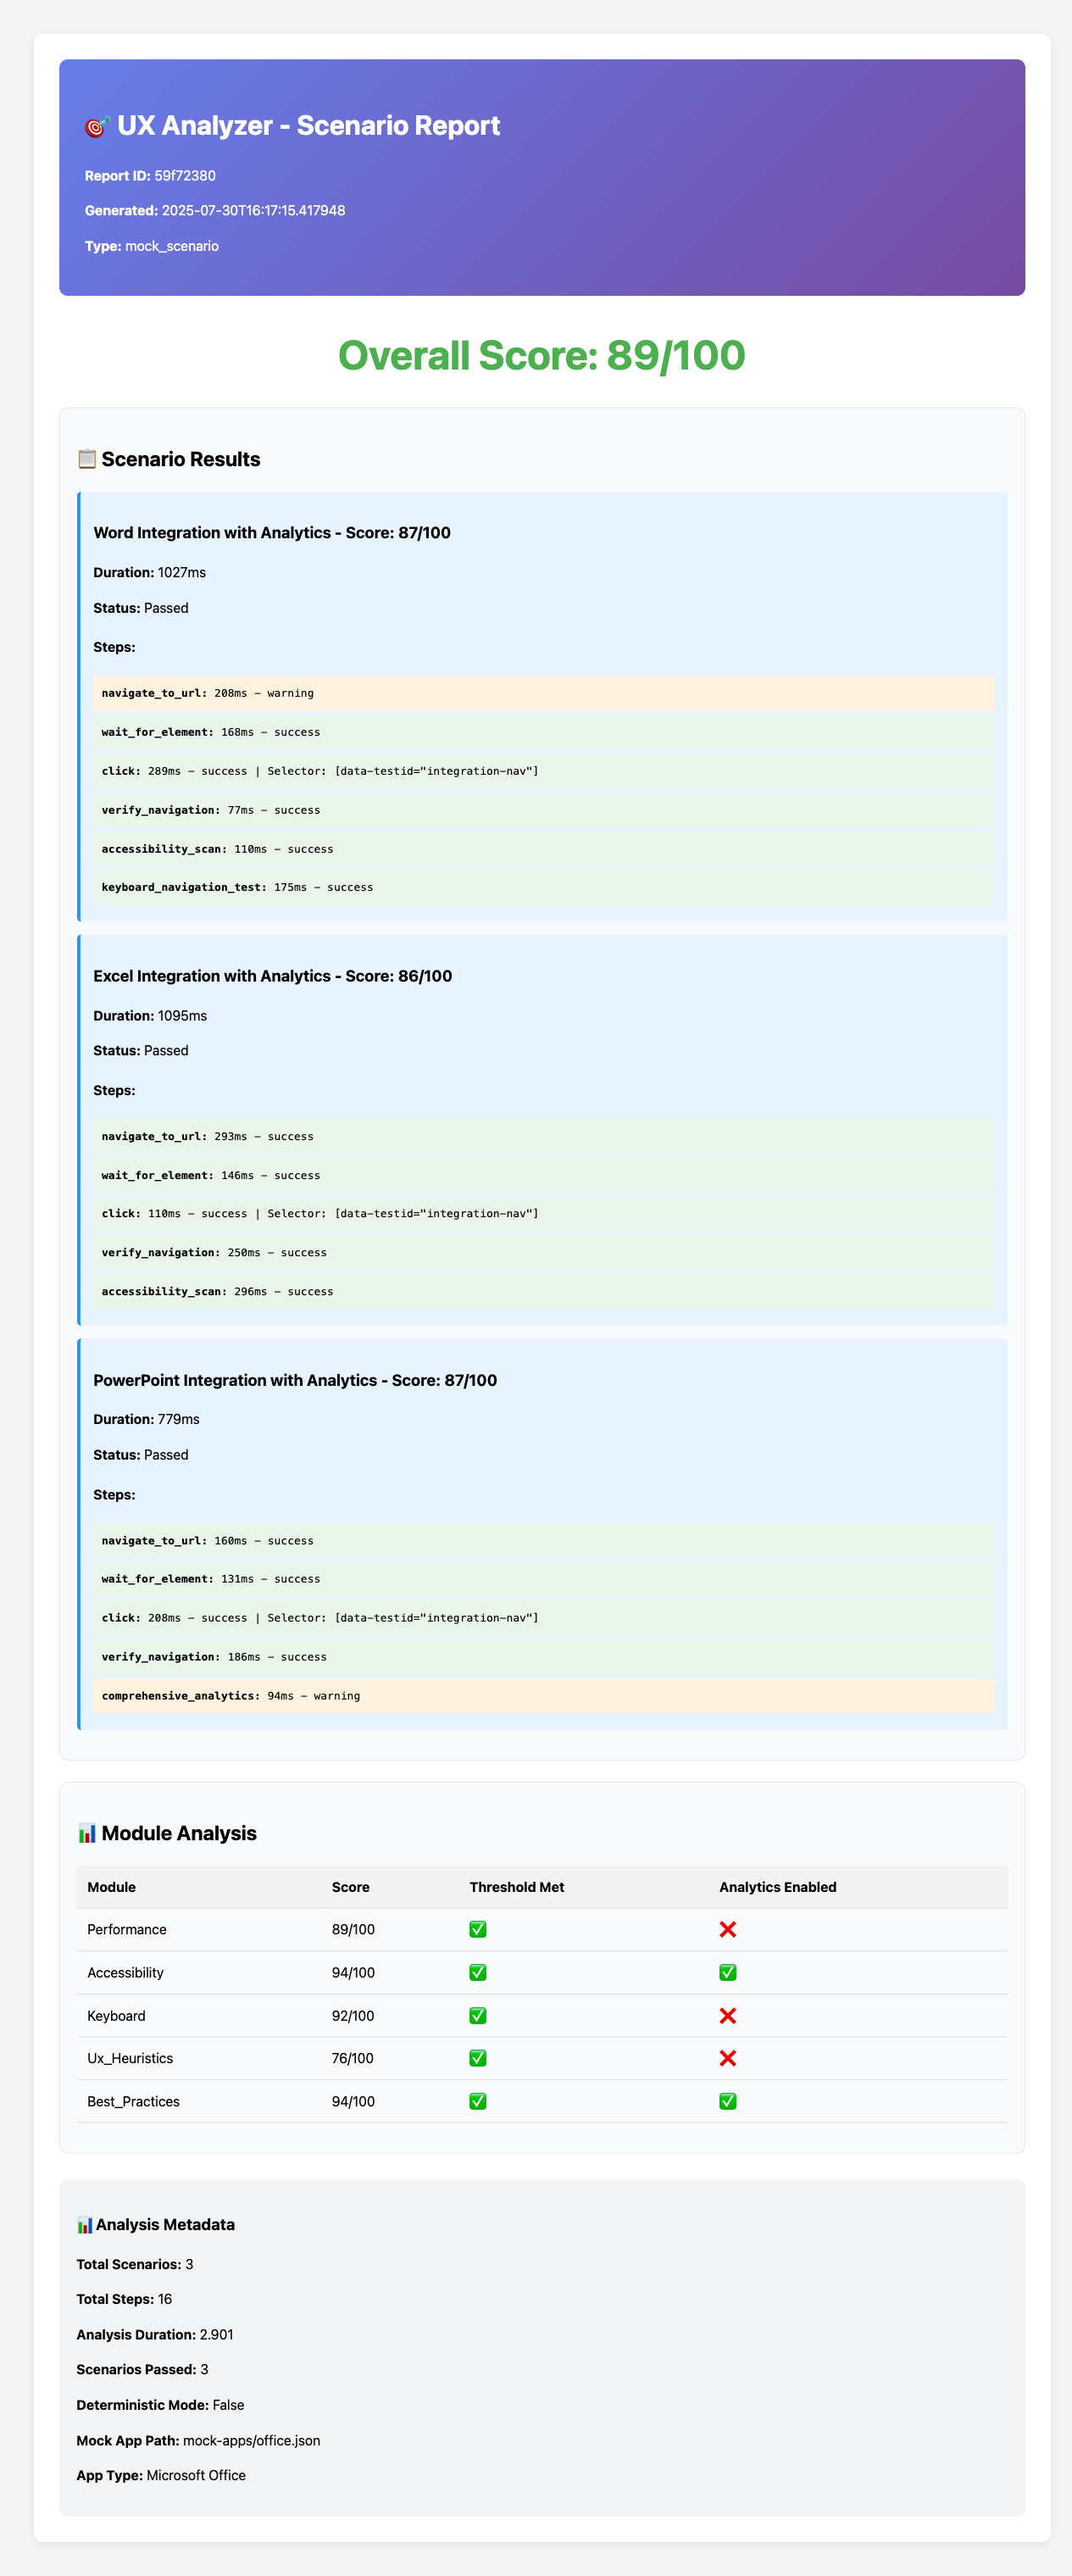 🎯 UX Analyzer - Scenario Report
Report ID: 59f72380
Generated: 2025-07-30T16:17:15.417948
Type: mock_scenario
Overall Score: 89/100
📋 Scenario Results
Word Integration with Analytics - Score: 87/100
Duration: 1027ms
Status: Passed
Steps:
navigate_to_url: 208ms - warning
wait_for_element: 168ms - success
click: 289ms - success | Selector: [data-testid="integration-nav"]
verify_navigation: 77ms - success
accessibility_scan: 110ms - success
keyboard_navigation_test: 175ms - success
Excel Integration with Analytics - Score: 86/100
Duration: 1095ms
Status: Passed
Steps:
navigate_to_url: 293ms - success
wait_for_element: 146ms - success
click: 110ms - success | Selector: [data-testid="integration-nav"]
verify_navigation: 250ms - success
accessibility_scan: 296ms - success
PowerPoint Integration with Analytics - Score: 87/100
Duration: 779ms
Status: Passed
Steps:
navigate_to_url: 160ms - success
wait_for_element: 131ms - success
click: 208ms - success | Selector: [data-testid="integration-nav"]
verify_navigation: 186ms - success
comprehensive_analytics: 94ms - warning
📊 Module Analysis
Module Score Threshold Met Analytics Enabled
Performance 89/100 ✅ ❌
Accessibility 94/100 ✅ ✅
Keyboard 92/100 ✅ ❌
Ux_Heuristics 76/100 ✅ ❌
Best_Practices 94/100 ✅ ✅
📊 Analysis Metadata
Total Scenarios: 3
Total Steps: 16
Analysis Duration: 2.901
Scenarios Passed: 3
Deterministic Mode: False
Mock App Path: mock-apps/office.json
App Type: Microsoft Office